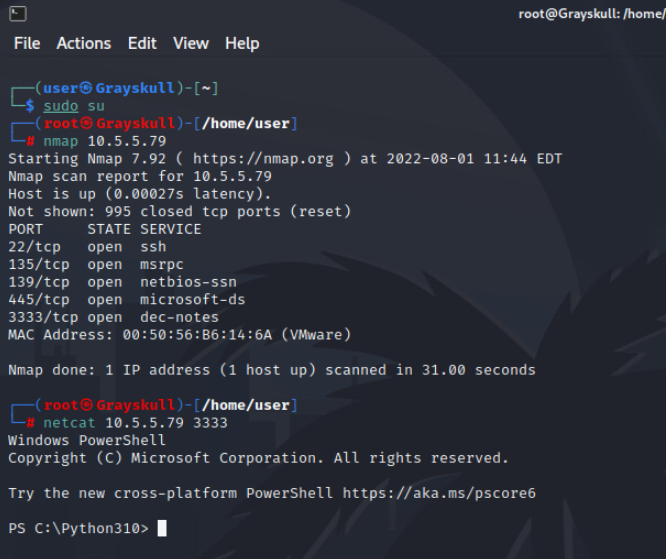 root@Grayskull: /home/
File Actions Edit View Help
┌──(user㉿Grayskull)-[~]
└─$ sudo su
┌──(root㉿Grayskull)-[/home/user]
└─# nmap 10.5.5.79
Starting Nmap 7.92 ( https://nmap.org ) at 2022-08-01 11:44 EDT
Nmap scan report for 10.5.5.79
Host is up (0.00027s latency).
Not shown: 995 closed tcp ports (reset)
PORT     STATE SERVICE
22/tcp   open  ssh
135/tcp  open  msrpc
139/tcp  open  netbios-ssn
445/tcp  open  microsoft-ds
3333/tcp open  dec-notes
MAC Address: 00:50:56:B6:14:6A (VMware)
Nmap done: 1 IP address (1 host up) scanned in 31.00 seconds
┌──(root㉿Grayskull)-[/home/user]
└─# netcat 10.5.5.79 3333
Windows PowerShell
Copyright (C) Microsoft Corporation. All rights reserved.
Try the new cross-platform PowerShell https://aka.ms/pscore6
PS C:\Python310>